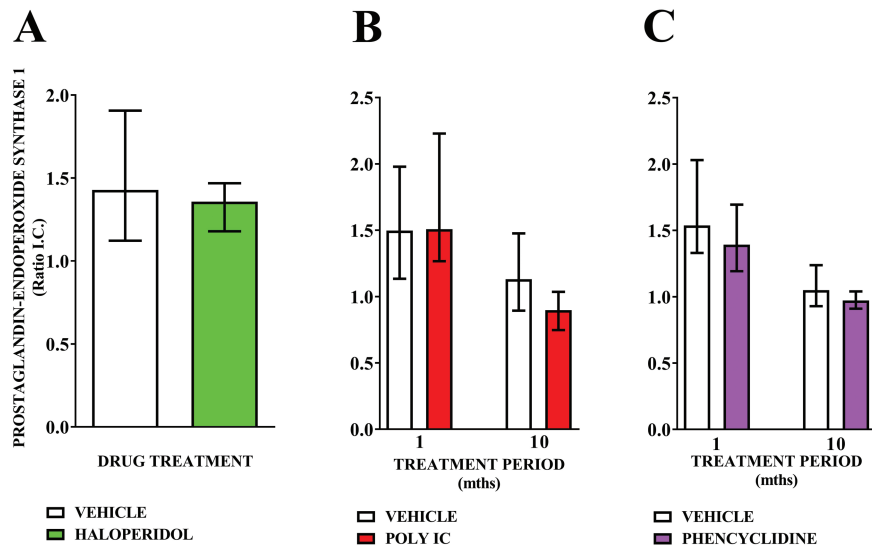 A
B
C
PROSTAGLANDIN-ENDOPEROXIDE SYNTHASE 1
(Ratio I.C.)
2.0
1.5
1.0
0.5
0.0
DRUG TREATMENT
VEHICLE
HALOPERIDOL
2.5
2.0
1.5
1.0
0.5
0.0
1
10
TREATMENT PERIOD
(mths)
VEHICLE
POLY IC
2.5
2.0
1.5
1.0
0.5
0.0
1
10
TREATMENT PERIOD
(mths)
VEHICLE
PHENCYCLIDINE